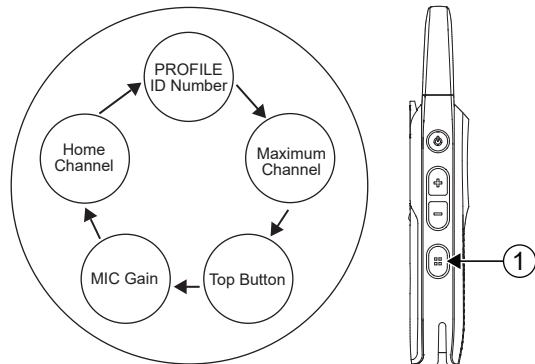 PROFILE
ID Number
Home
Channel
Maximum
Channel
MIC Gain
Top Button
1